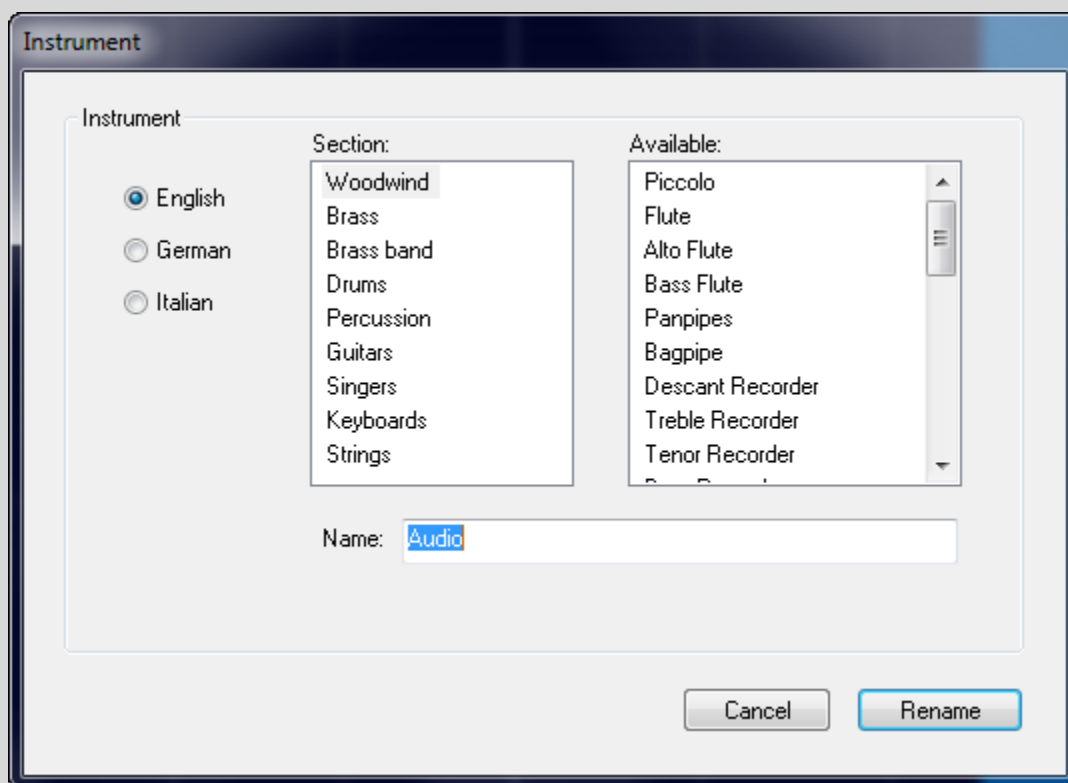 Instrument
Instrument
English
German
Italian
Section:
Woodwind
Brass
Brass band
Drums
Percussion
Guitars
Singers
Keyboards
Strings
Available:
Piccolo
Flute
Alto Flute
Bass Flute
Panpipes
Bagpipe
Descant Recorder
Treble Recorder
Tenor Recorder
Name: Audio
Cancel
Rename